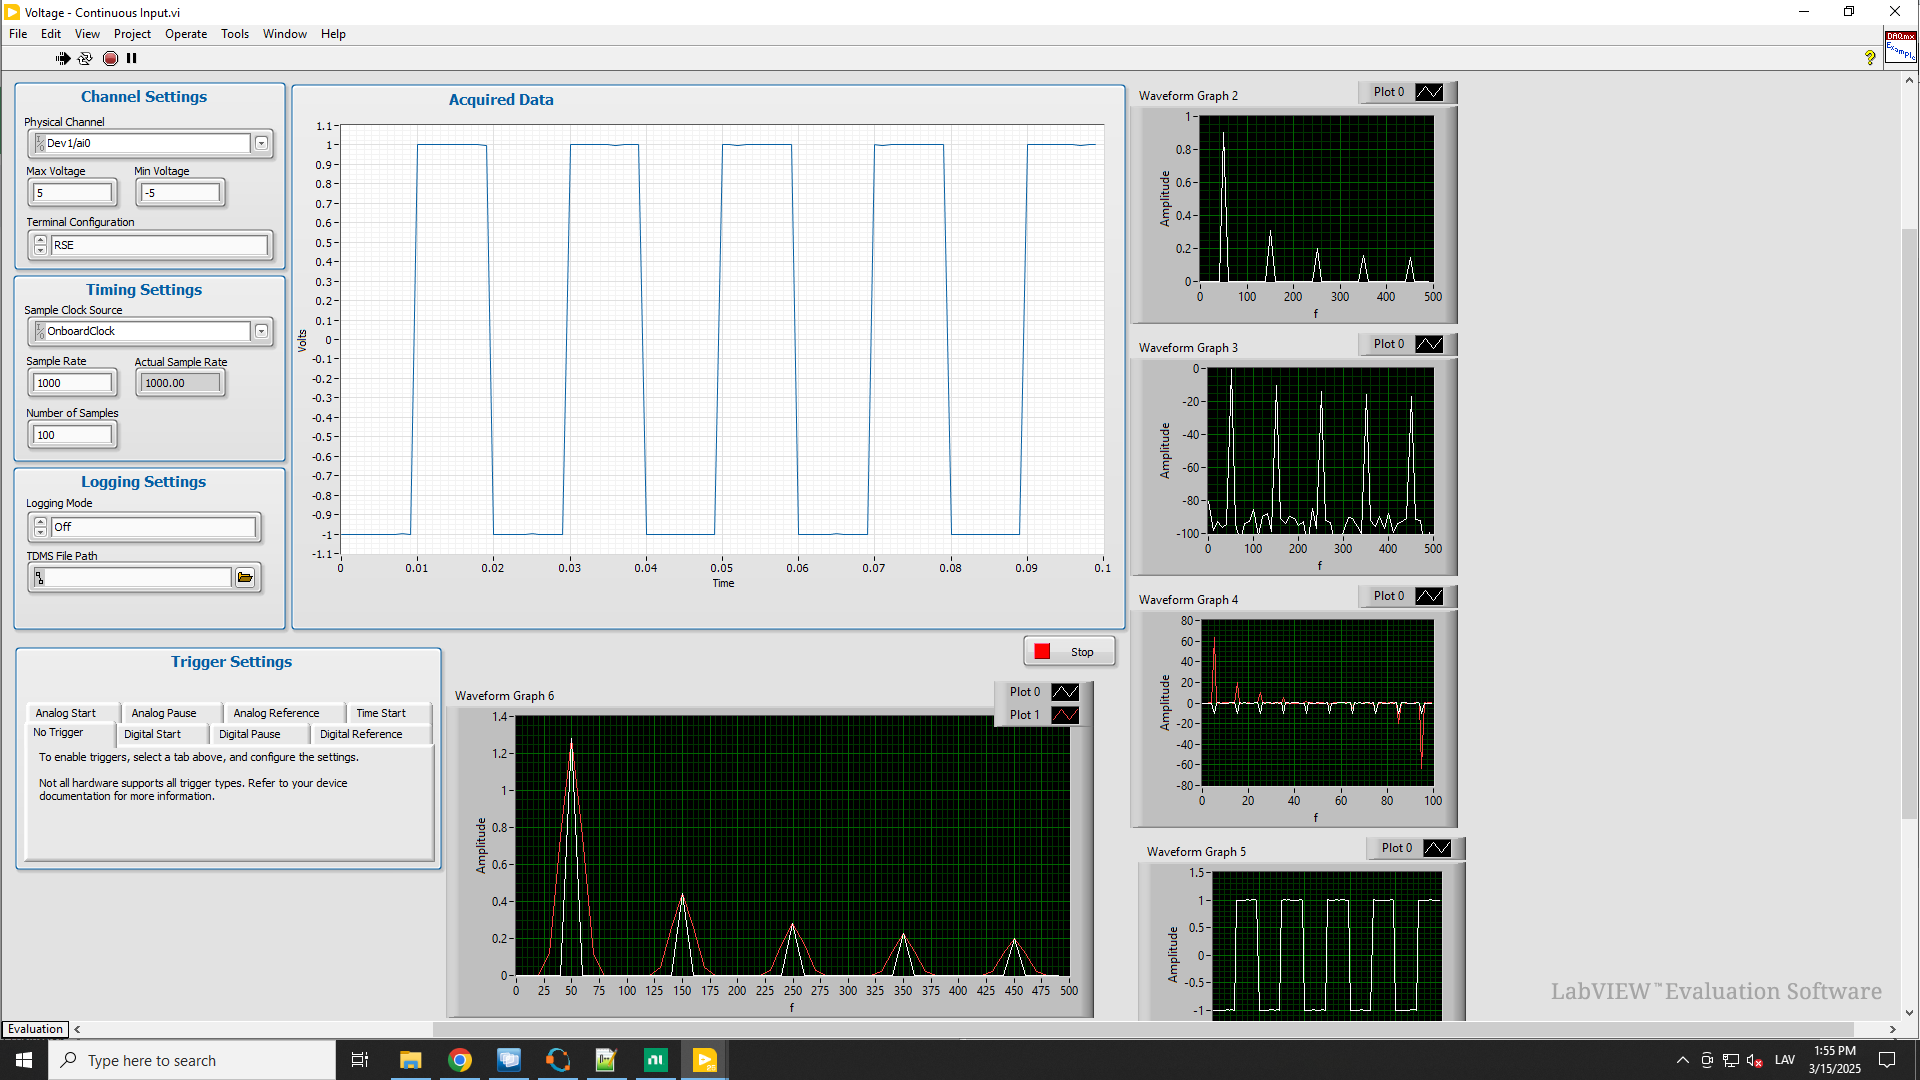 Voltage - Continuous Input.vi
File Edit View Project Operate Tools Window Help
?
DAQmx
Exampl
Channel Settings
Physical Channel
Dev1/ai0
Max Voltage Min Voltage
5 -5
Terminal Configuration
RSE
Timing Settings
Sample Clock Source
OnboardClock
Sample Rate Actual Sample Rate
1000 1000.00
Number of Samples
100
Logging Settings
Logging Mode
Off
TDMS File Path
Acquired Data
Volts
1.1
1
0.9
0.8
0.7
0.6
0.5
0.4
0.3
0.2
0.1
0
-0.1
-0.2
-0.3
-0.4
-0.5
-0.6
-0.7
-0.8
-0.9
-1
-1.1
0 0.01 0.02 0.03 0.04 0.05 0.06 0.07 0.08 0.09 0.1
Time
Stop
Trigger Settings
Analog Start Analog Pause Analog Reference Time Start
No Trigger Digital Start Digital Pause Digital Reference
To enable triggers, select a tab above, and configure the settings.
Not all hardware supports all trigger types. Refer to your device
documentation for more information.
Waveform Graph 6
Plot 0
Plot 1
Amplitude
1.4
1.2
1
0.8
0.6
0.4
0.2
0
0 25 50 75 100 125 150 175 200 225 250 275 300 325 350 375 400 425 450 475 500
f
Waveform Graph 2
Plot 0
Amplitude
1
0.8
0.6
0.4
0.2
0
0 100 200 300 400 500
f
Waveform Graph 3
Plot 0
Amplitude
0
-20
-40
-60
-80
-100
0 100 200 300 400 500
f
Waveform Graph 4
Plot 0
Amplitude
80
60
40
20
0
-20
-40
-60
-80
0 20 40 60 80 100
f
Waveform Graph 5
Plot 0
Amplitude
1.5
1
0.5
0
-0.5
-1
LabVIEW™ Evaluation Software
Evaluation
Type here to search
LAV
1:55 PM
3/15/2025